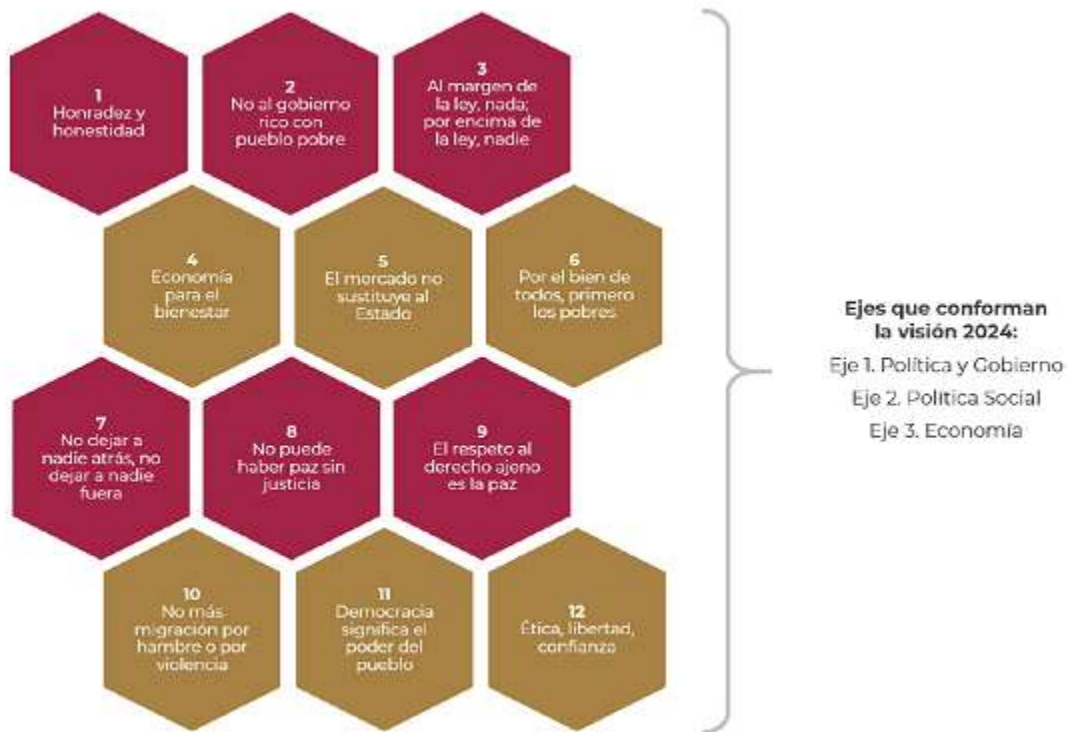 1
Honradez y
honestidad
2
No al gobierno
rico con
pueblo pobre
3
Al margen de
la ley, nada;
por encima de
la ley, nadie
4
Economía
para el
bienestar
5
El mercado no
sustituye al
Estado
6
Por el bien de
todos, primero
los pobres
7
No dejar a
nadie atrás, no
dejar a nadie
fuera
8
No puede
haber paz sin
justicia
9
El respeto al
derecho ajeno
es la paz
10
No más
migración por
hambre o por
violencia
11
Democracia
significa el
poder del
pueblo
12
Ética, libertad,
confianza
Ejes que conforman
la visión 2024:
Eje 1. Política y Gobierno
Eje 2. Política Social
Eje 3. Economía